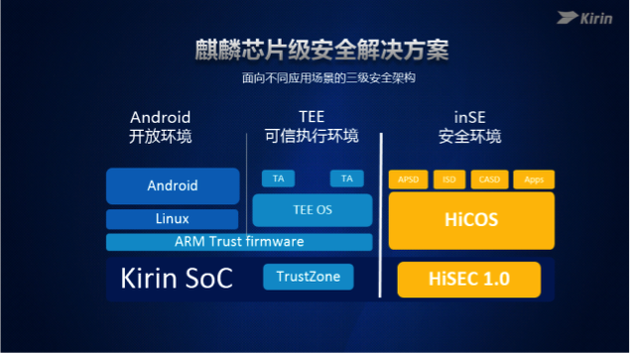 Kirin
麒麟芯片级安全解决方案
面向不同应用场景的三级安全架构
Android
开放环境
TEE
可信执行环境
inSE
安全环境
Android
Linux
TA
TA
TEE OS
ARM Trust firmware
APSD
ISD
CASD
Apps
HiCOS
Kirin SoC
TrustZone
HiSEC 1.0